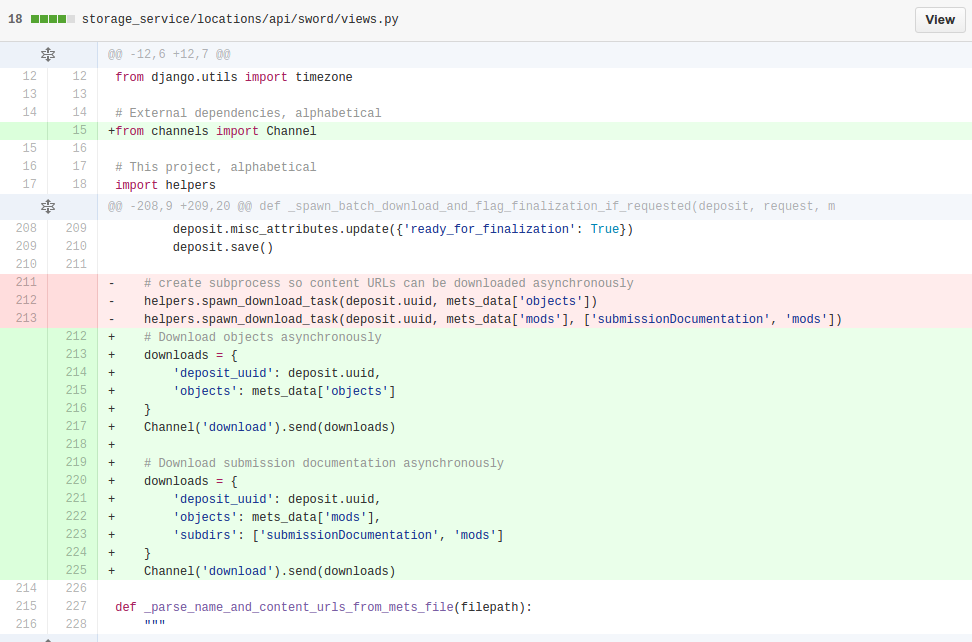 18 storage_service/locations/api/sword/views.py View
@@ -12,6 +12,7 @@
12 12 from django.utils import timezone
13 13
14 14 # External dependencies, alphabetical
15 +from channels import Channel
15 16
16 17 # This project, alphabetical
17 18 import helpers
@@ -208,9 +209,20 @@ def _spawn_batch_download_and_flag_finalization_if_requested(deposit, request, m
208 209         deposit.misc_attributes.update({'ready_for_finalization': True})
209 210         deposit.save()
210 211
211 -    # create subprocess so content URLs can be downloaded asynchronously
212 -    helpers.spawn_download_task(deposit.uuid, mets_data['objects'])
213 -    helpers.spawn_download_task(deposit.uuid, mets_data['mods'], ['submissionDocumentation', 'mods'])
212 +    # Download objects asynchronously
213 +    downloads = {
214 +        'deposit_uuid': deposit.uuid,
215 +        'objects': mets_data['objects']
216 +    }
217 +    Channel('download').send(downloads)
218 +
219 +    # Download submission documentation asynchronously
220 +    downloads = {
221 +        'deposit_uuid': deposit.uuid,
222 +        'objects': mets_data['mods'],
223 +        'subdirs': ['submissionDocumentation', 'mods']
224 +    }
225 +    Channel('download').send(downloads)
214 226
215 227 def _parse_name_and_content_urls_from_mets_file(filepath):
216 228     """